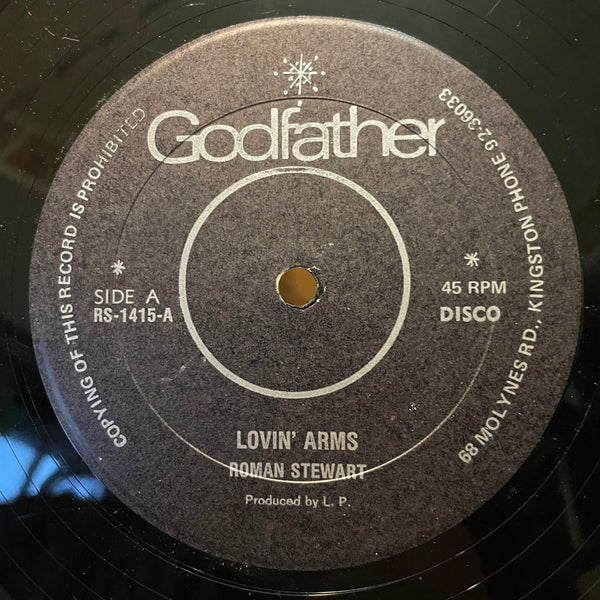 Godfather
COPYING OF THIS RECORD IS PROHIBITED
68 MOLYNES RD., KINGSTON PHONE 92-36033
SIDE A
RS-1415-A
45 RPM
DISCO
LOVIN' ARMS
ROMAN STEWART
Produced by L. P.